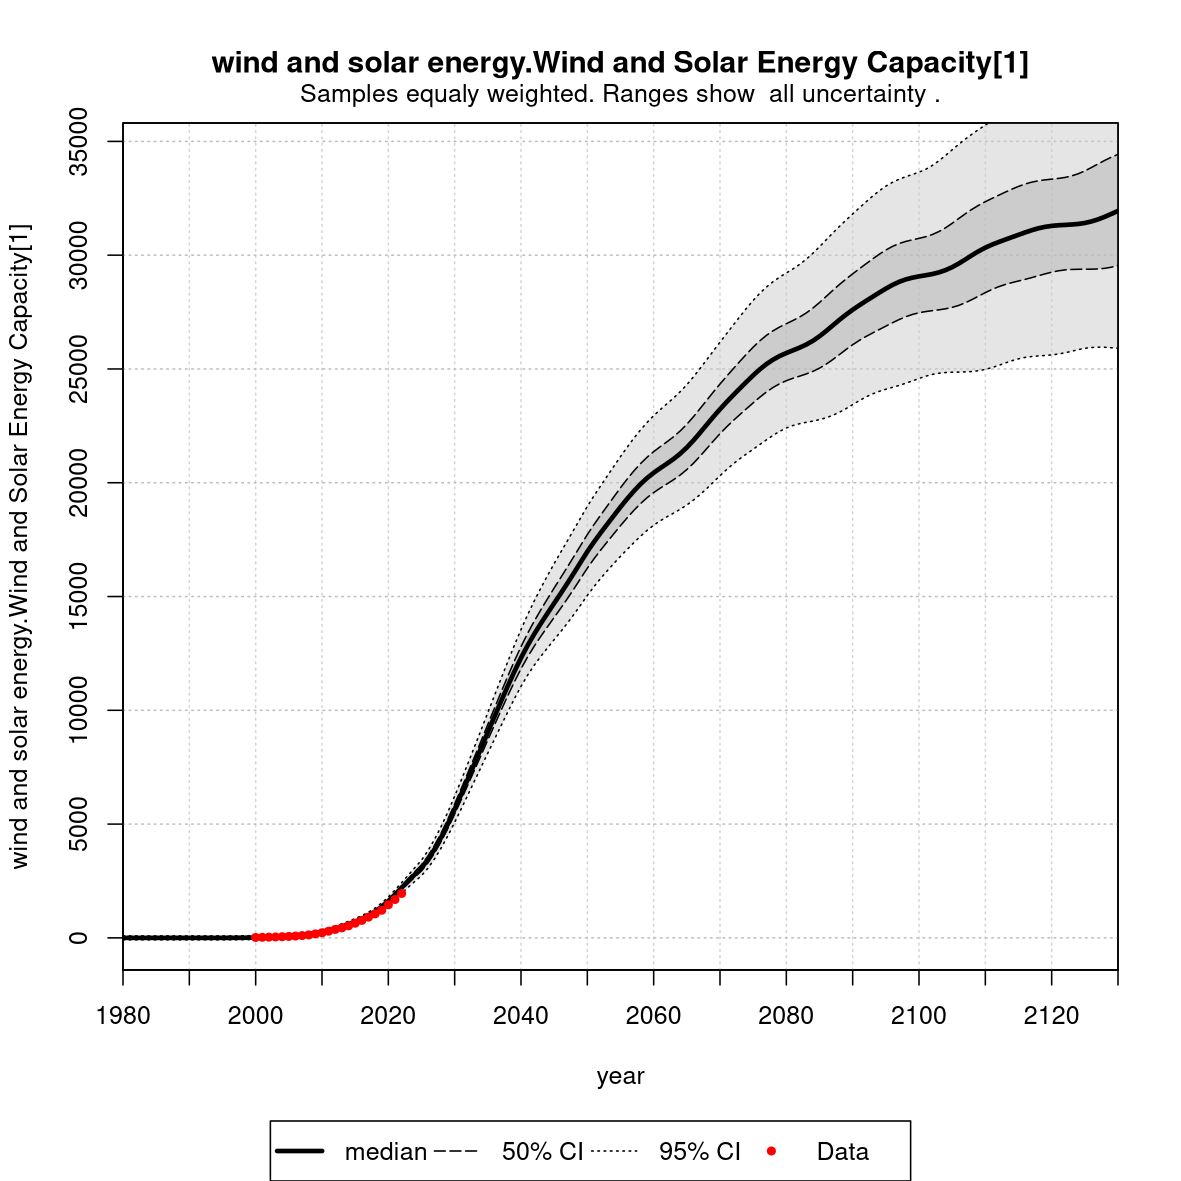 wind and solar energy.Wind and Solar Energy Capacity[1]
Samples equaly weighted. Ranges show  all uncertainty .
wind and solar energy.Wind and Solar Energy Capacity[1]
35000
30000
25000
20000
15000
10000
5000
0
1980 2000 2020 2040 2060 2080 2100 2120
year
median 50% CI 95% CI Data